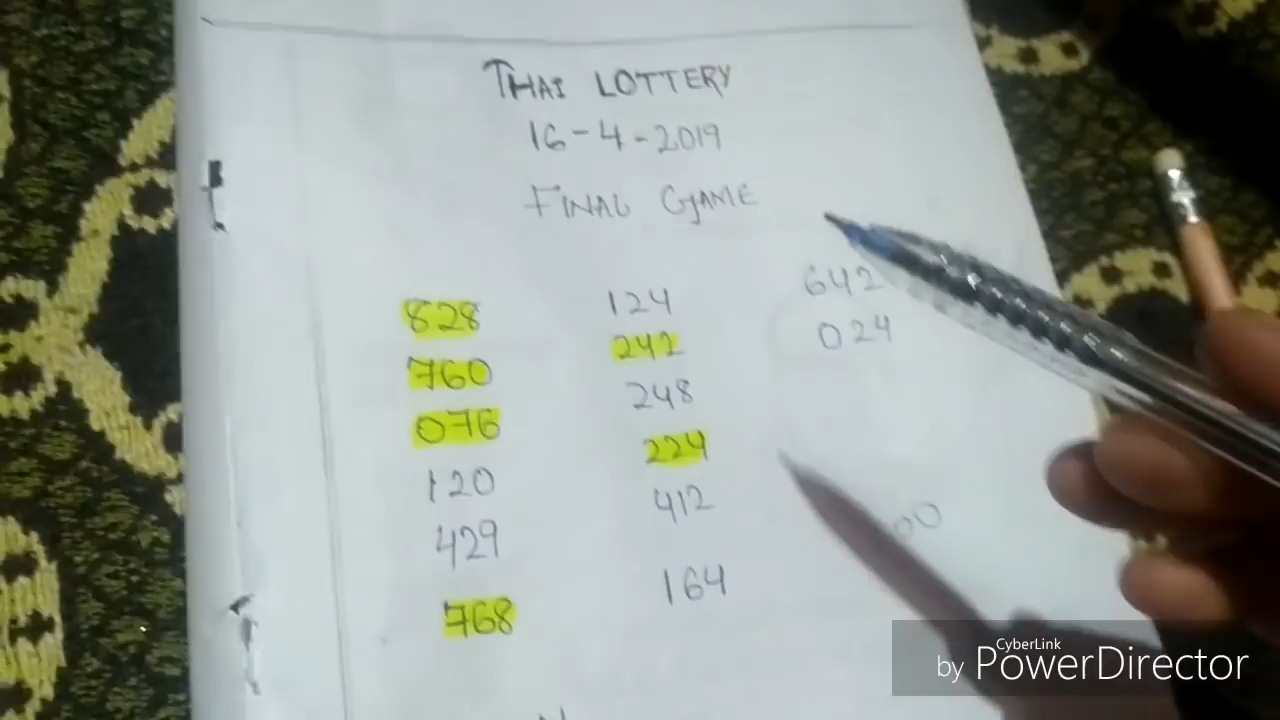 THAI LOTTERY
16-4-2019
FINAL GAME
828 124 642
760 242 024
076 248
120 224
429 412
768 164
00
CyberLink
by PowerDirector